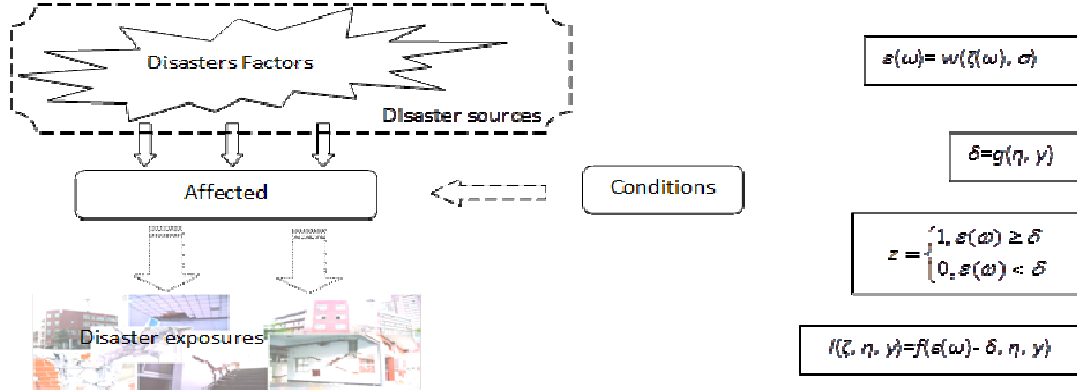 Disasters Factors
Disaster sources
Affected
Conditions
Disaster exposures
ε(ω)= w(ζ(ω), σ)
δ=g(η, γ)
z = {1, ε(ω) ≥ δ
0, ε(ω) < δ
l(ζ, η, γ)=f(ε(ω)- δ, η, γ)